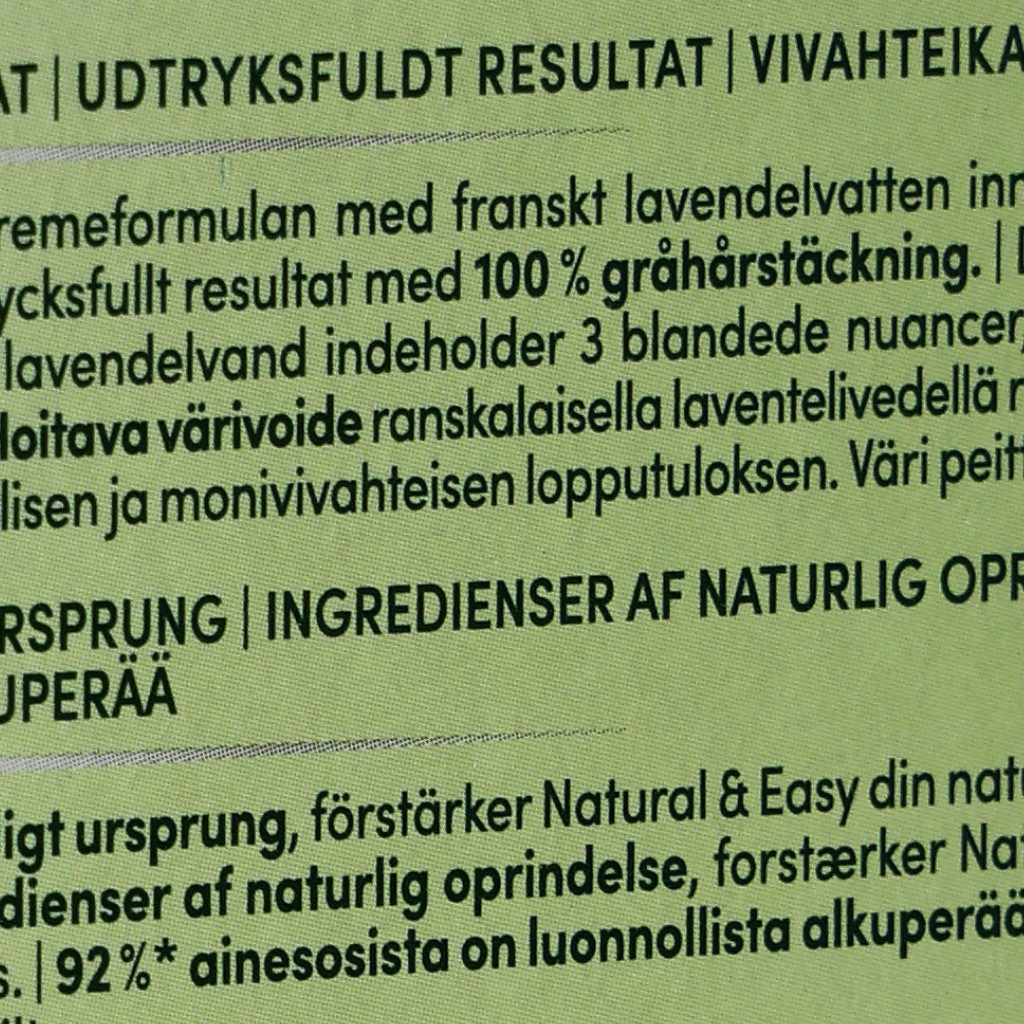 AT | UDTRYKSFULDT RESULTAT | VIVAHTEIKA
remeformulan med franskt lavendelvatten inn
ycksfullt resultat med 100 % gråhårstäckning. |
lavendelvand indeholder 3 blandede nuancer,
loitava värivoide ranskalaisella laventelivedellä
lisen ja monivivahteisen lopputuloksen. Väri peit
RSPRUNG | INGREDIENSER AF NATURLIG OPR
UPERÄÄ
igt ursprung, förstärker Natural & Easy din natu
dienser af naturlig oprindelse, forstærker Nat
s. | 92 %* ainesosista on luonnollista alkuperää